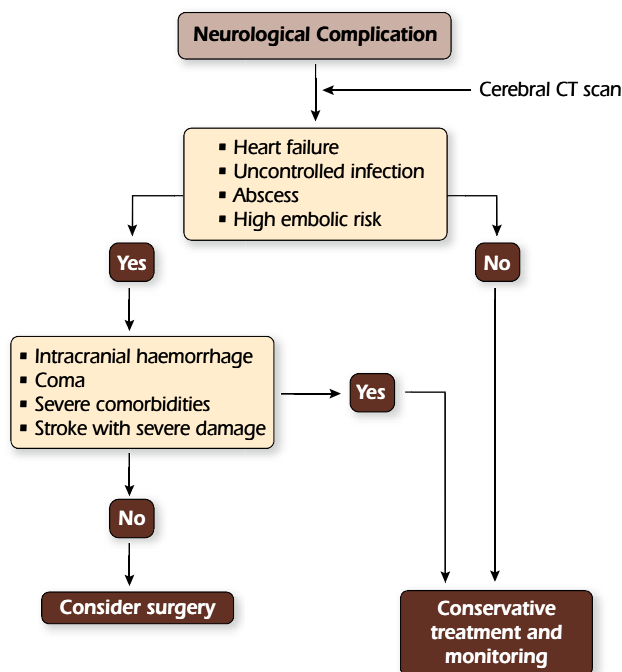 Neurological Complication
Cerebral CT scan
▪ Heart failure
▪ Uncontrolled infection
▪ Abscess
▪ High embolic risk
Yes
No
▪ Intracranial haemorrhage
▪ Coma
▪ Severe comorbidities
▪ Stroke with severe damage
Yes
No
Consider surgery
Conservative
treatment and
monitoring